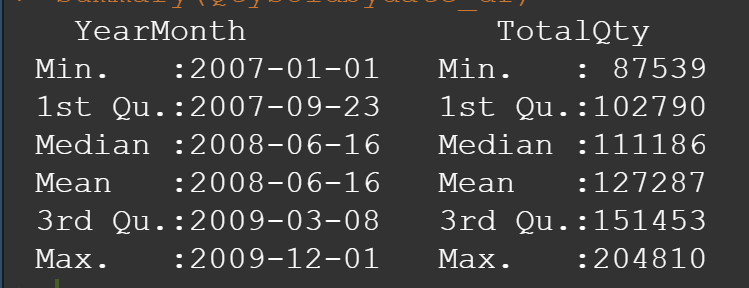 YearMonth             TotalQty
 Min.   :2007-01-01   Min.   : 87539
 1st Qu.:2007-09-23   1st Qu.:102790
 Median :2008-06-16   Median :111186
 Mean   :2008-06-16   Mean   :127287
 3rd Qu.:2009-03-08   3rd Qu.:151453
 Max.   :2009-12-01   Max.   :204810